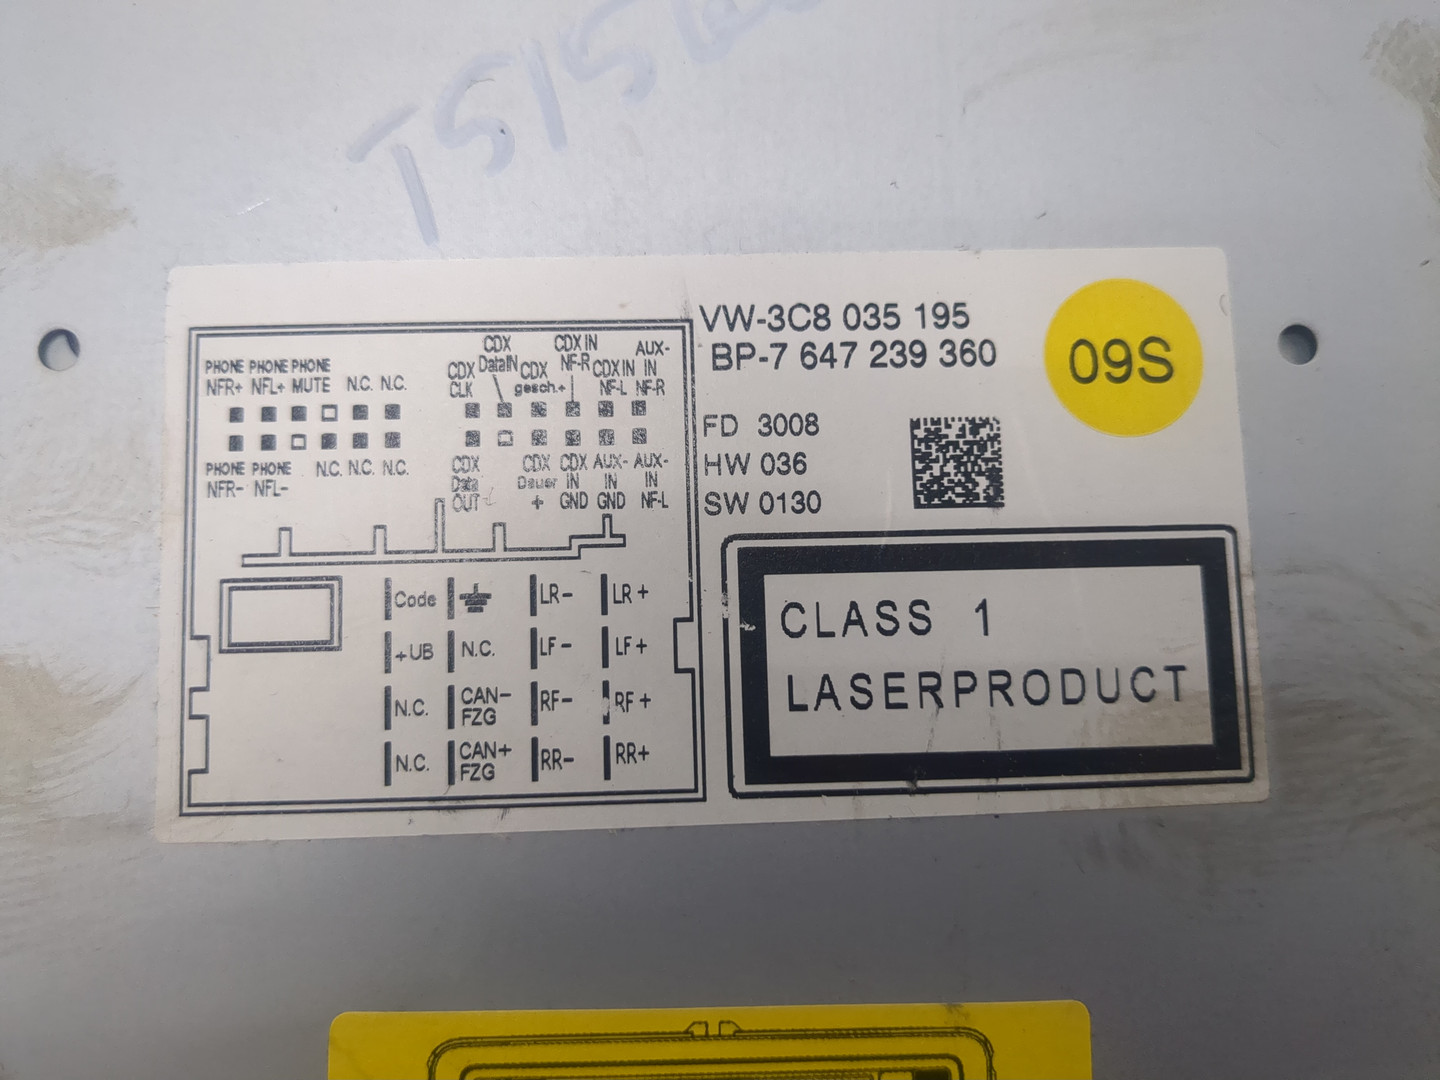 VW-3C8 035 195
BP-7 647 239 360
09S
FD 3008
HW 036
SW 0130
CLASS 1
LASERPRODUCT
PHONE PHONE PHONE
NFR+ NFL+ MUTE N.C. N.C.
PHONE PHONE N.C. N.C. N.C.
NFR- NFL-
CDX CLK
CDX DataIN
CDX gesch.+
CDX IN NF-R
CDX IN NF-L
AUX-IN NF-R
CDX Data OUT
CDX Dauer +
CDX IN GND
AUX-IN GND
AUX-IN NF-L
Code LR- LR+
+UB N.C. LF- LF+
N.C. CAN-FZG RF- RF+
N.C. CAN+FZG RR- RR+